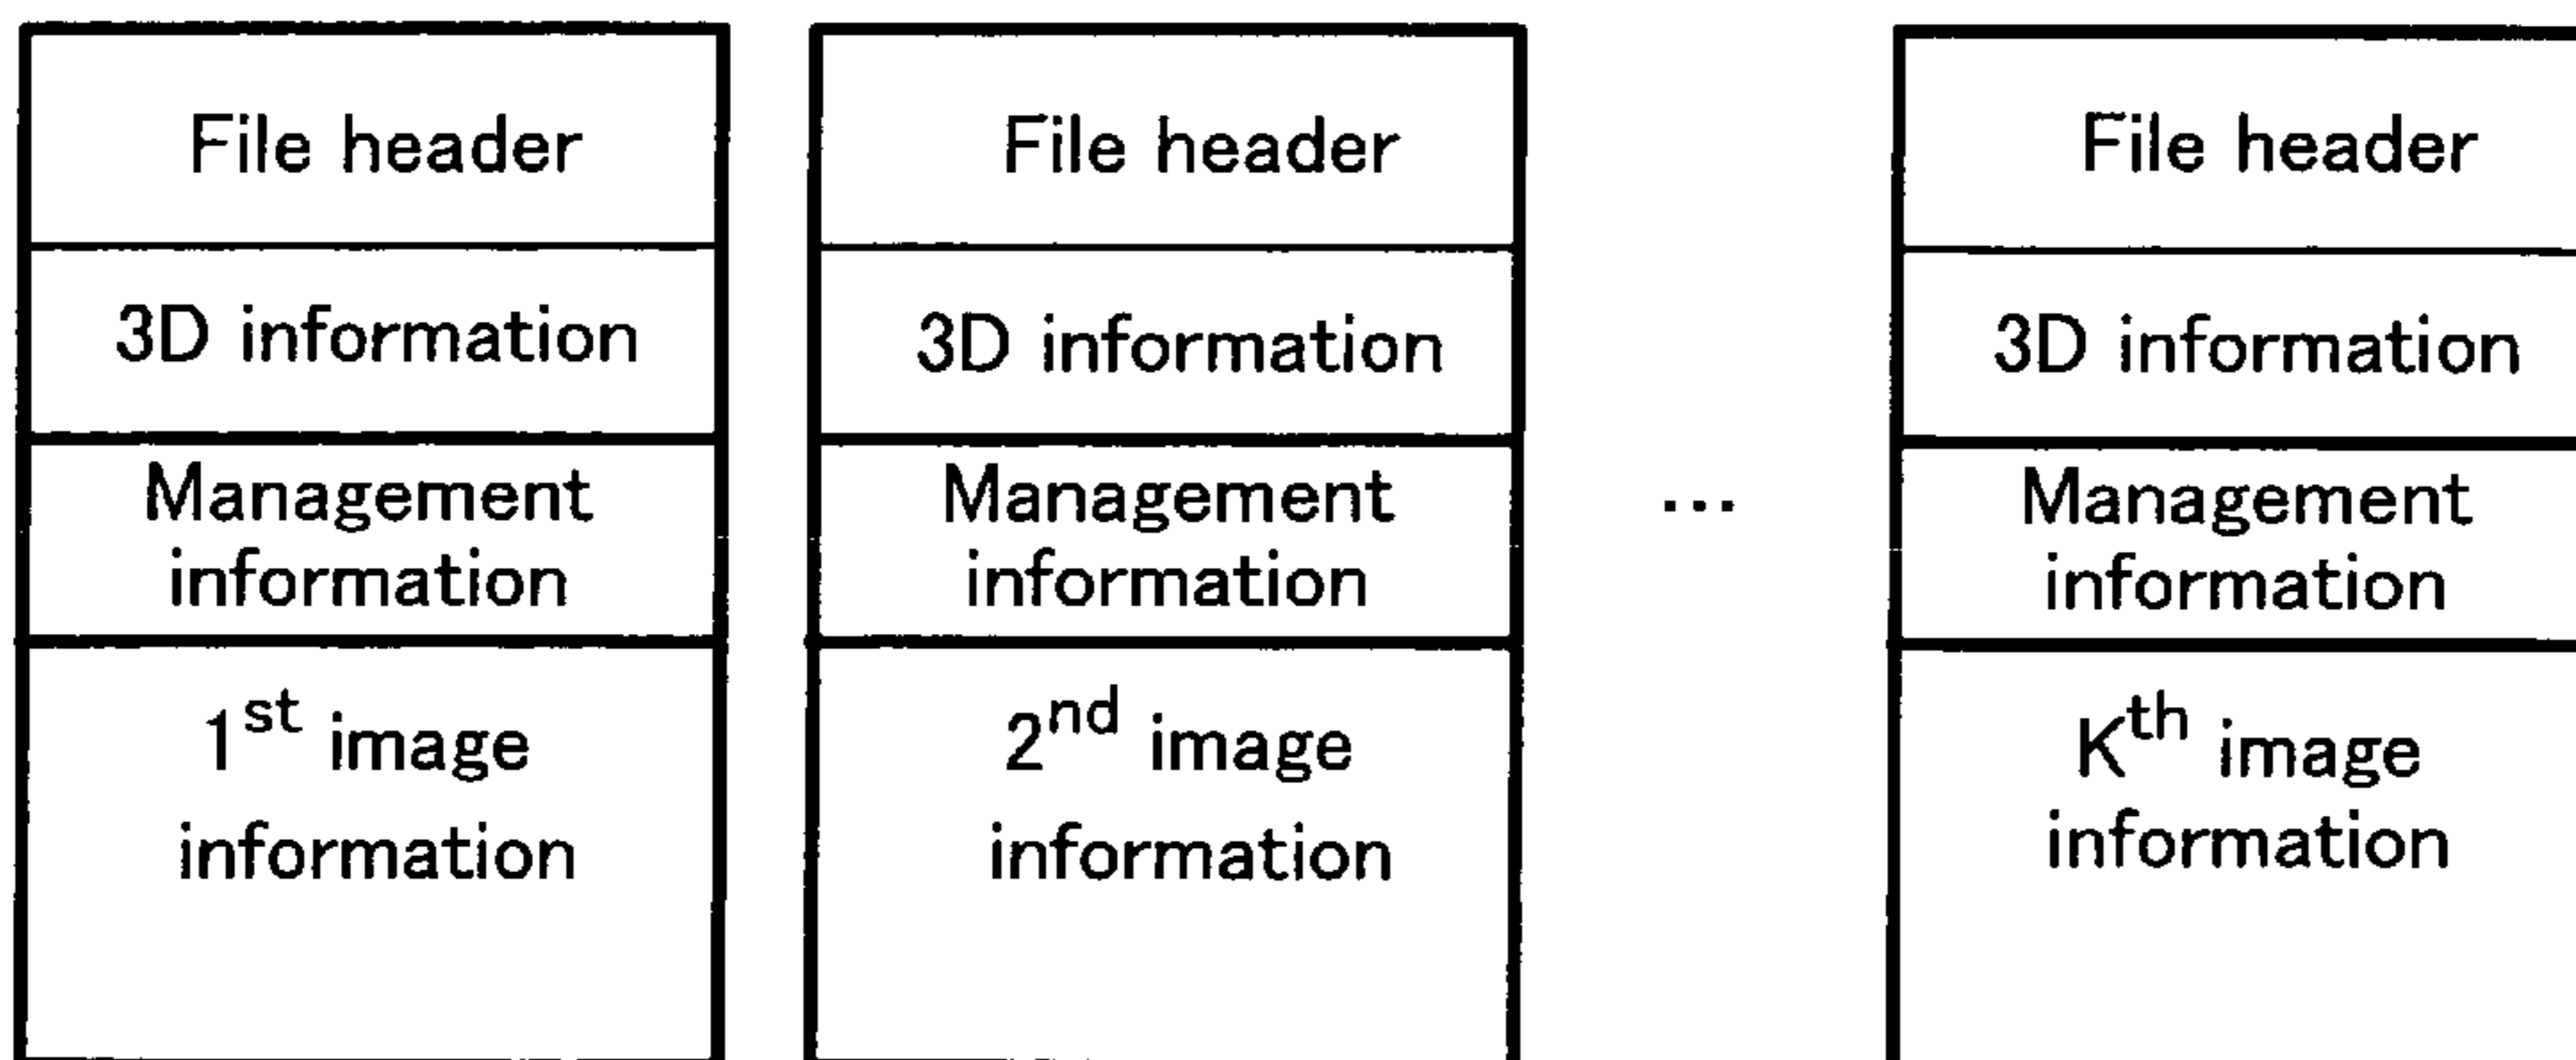 File header
3D information
Management
information
1st image
information
File header
3D information
Management
information
2nd image
information
...
File header
3D information
Management
information
Kth image
information